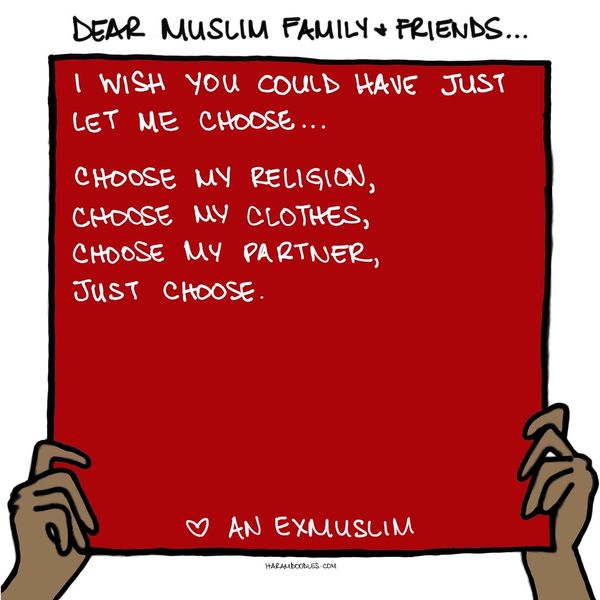 DEAR MUSLIM FAMILY + FRIENDS...
I WISH YOU COULD HAVE JUST
LET ME CHOOSE...
CHOOSE MY RELIGION,
CHOOSE MY CLOTHES,
CHOOSE MY PARTNER,
JUST CHOOSE.
♡ AN EXMUSLIM
HARAMDOODLES.COM